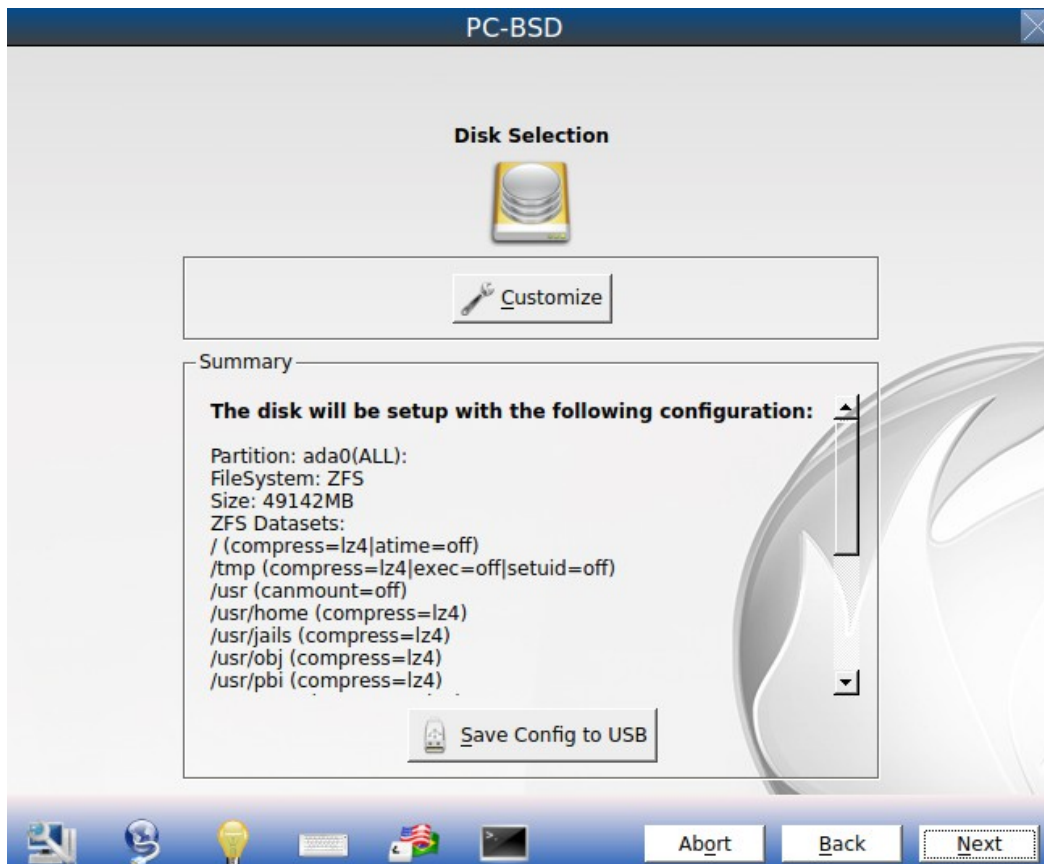 PC-BSD
Disk Selection
Customize
Summary
The disk will be setup with the following configuration:
Partition: ada0(ALL):
FileSystem: ZFS
Size: 49142MB
ZFS Datasets:
/ (compress=lz4|atime=off)
/tmp (compress=lz4|exec=off|setuid=off)
/usr (canmount=off)
/usr/home (compress=lz4)
/usr/jails (compress=lz4)
/usr/obj (compress=lz4)
/usr/pbi (compress=lz4)
Save Config to USB
Abort Back Next